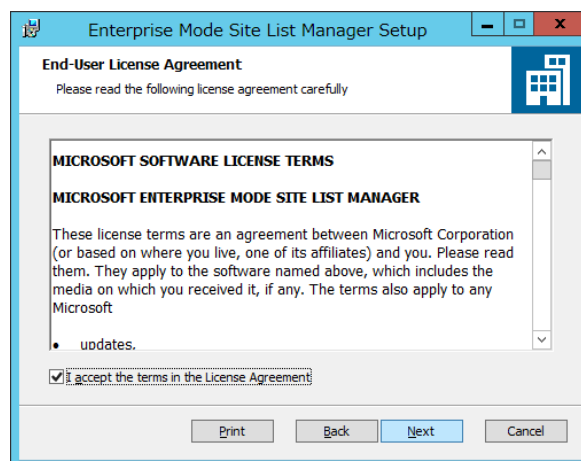 Enterprise Mode Site List Manager Setup
End-User License Agreement
Please read the following license agreement carefully
MICROSOFT SOFTWARE LICENSE TERMS
MICROSOFT ENTERPRISE MODE SITE LIST MANAGER
These license terms are an agreement between Microsoft Corporation
(or based on where you live, one of its affiliates) and you. Please read
them. They apply to the software named above, which includes the
media on which you received it, if any. The terms also apply to any
Microsoft
• updates,
I accept the terms in the License Agreement
Print Back Next Cancel